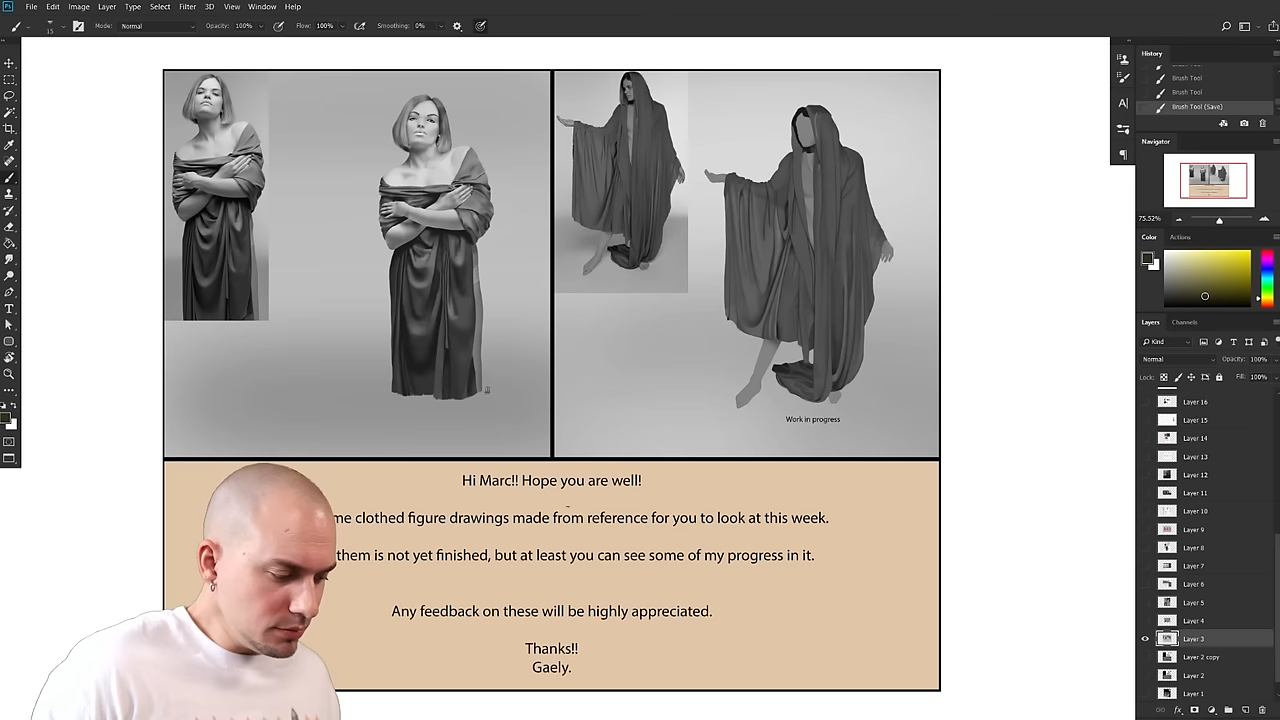 File Edit Image Layer Type Select Filter 3D View Window Help
15 Mode: Normal Opacity: 100% Flow: 100% Smoothing: 0%
History
Brush Tool
Brush Tool
Brush Tool (Save)
Navigator
75.52%
Color Actions
Layers Channels
Kind
Normal Opacity: 100%
Lock: Fill: 100%
Layer 16
Layer 15
Layer 14
Layer 13
Layer 12
Layer 11
Layer 10
Layer 9
Layer 8
Layer 7
Layer 6
Layer 5
Layer 4
Layer 3
Layer 2 copy
Layer 2
Layer 1
Work in progress
Hi Marc!! Hope you are well!
me clothed figure drawings made from reference for you to look at this week.
them is not yet finished, but at least you can see some of my progress in it.
Any feedback on these will be highly appreciated.
Thanks!!
Gaely.